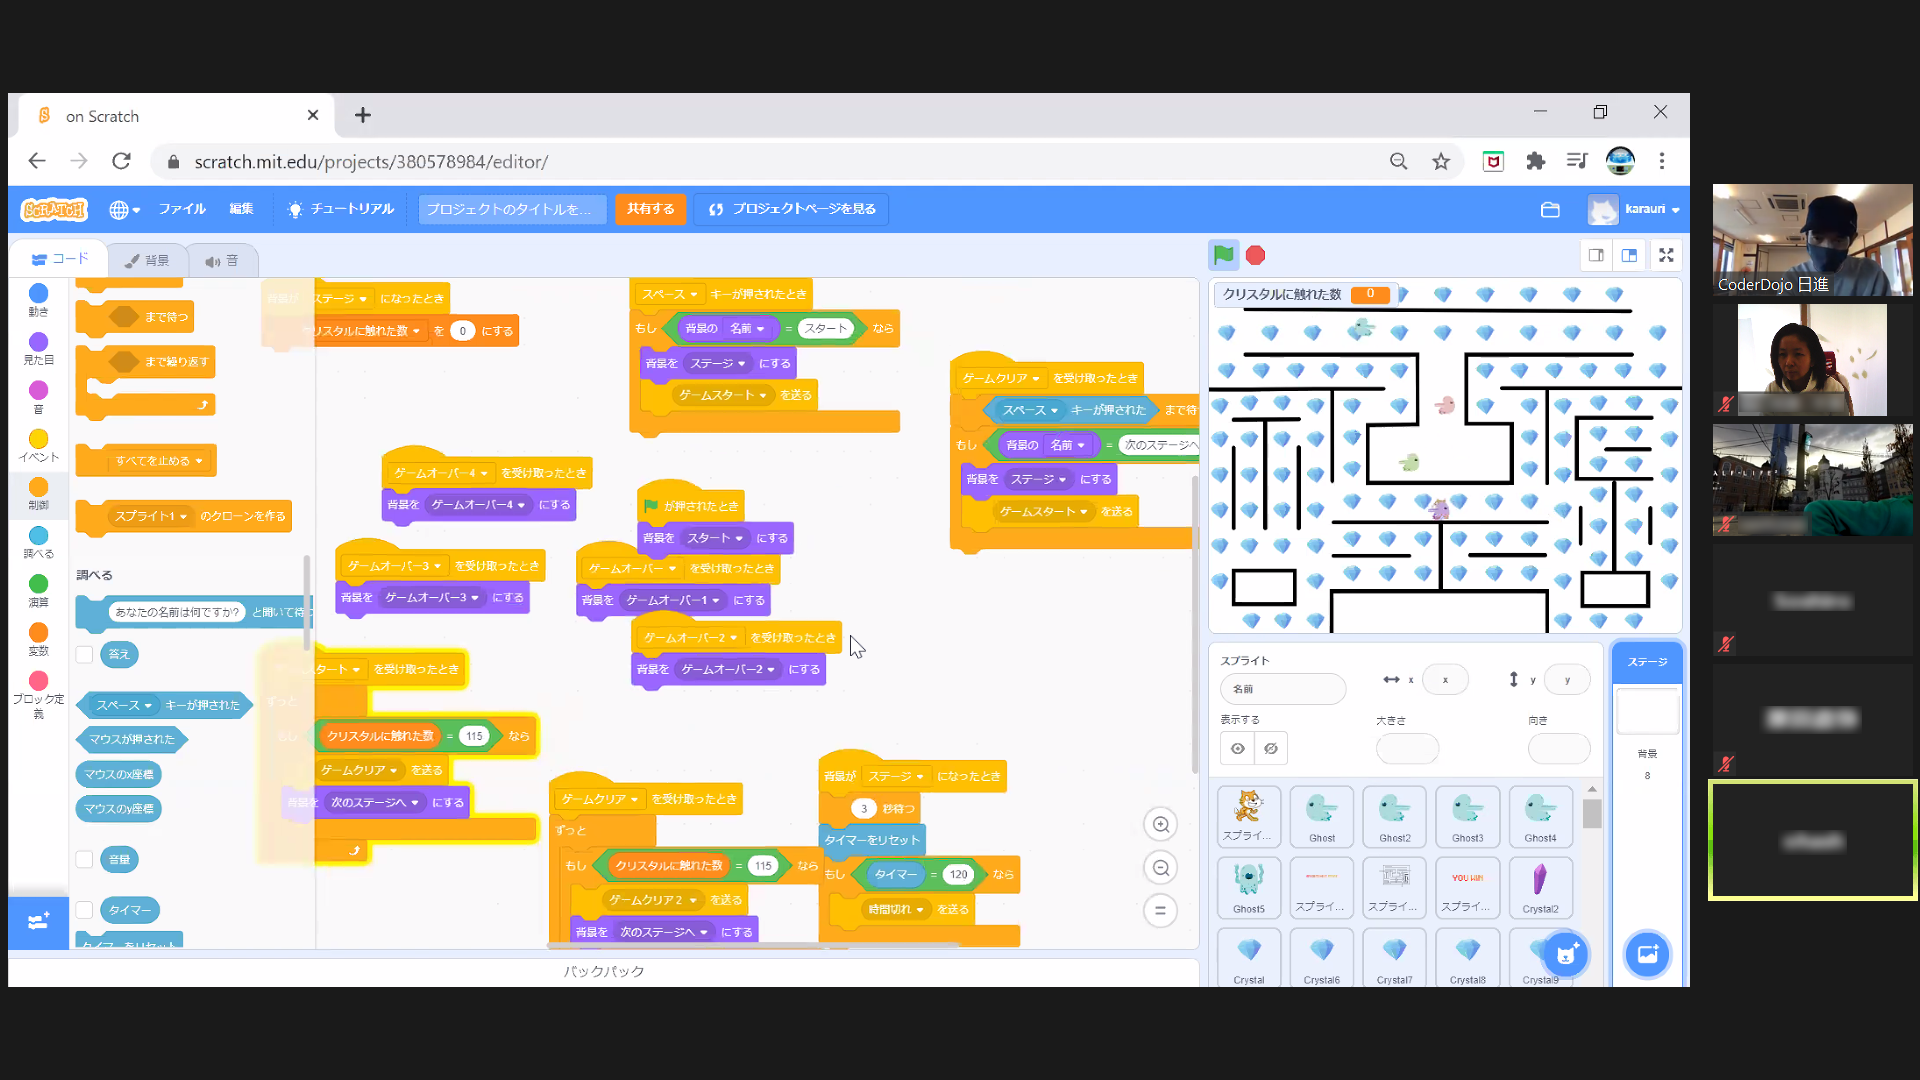 on Scratch
scratch.mit.edu/projects/380578984/editor/
SCRATCH
ファイル
編集
チュートリアル
プロジェクトのタイトルを...
共有する
プロジェクトページを見る
karauri
コード
背景
音
動き
見た目
音
イベント
制御
調べる
演算
変数
ブロック定義
まで待つ
まで繰り返す
すべてを止める
スプライト1 のクローンを作る
調べる
あなたの名前は何ですか? と聞いて待つ
答え
スペース キーが押された
マウスが押された
マウスのx座標
マウスのy座標
音量
タイマー
タイマーをリセット
背景が ステージ になったとき
クリスタルに触れた数 を 0 にする
スペース キーが押されたとき
もし 背景の 名前 = スタート なら
背景を ステージ にする
ゲームスタート を送る
ゲームクリア を受け取ったとき
スペース キーが押された まで待
もし 背景の 名前 = 次のステージへ
背景を ステージ にする
ゲームスタート を送る
ゲームオーバー4 を受け取ったとき
背景を ゲームオーバー4 にする
が押されたとき
背景を スタート にする
ゲームオーバー3 を受け取ったとき
背景を ゲームオーバー3 にする
ゲームオーバー を受け取ったとき
背景を ゲームオーバー1 にする
ゲームオーバー2 を受け取ったとき
背景を ゲームオーバー2 にする
スタート を受け取ったとき
ずっと
もし クリスタルに触れた数 = 115 なら
ゲームクリア を送る
背景を 次のステージへ にする
ゲームクリア を受け取ったとき
ずっと
もし クリスタルに触れた数 = 115 なら
ゲームクリア 2 を送る
背景を 次のステージへ にする
背景が ステージ になったとき
3 秒待つ
タイマーをリセット
もし タイマー = 120 なら
時間切れ を送る
バックパック
クリスタルに触れた数 0
スプライト
名前
x x
y y
表示する
大きさ
向き
ステージ
背景
8
スプライ...
Ghost
Ghost2
Ghost3
Ghost4
Ghost5
スプライ...
スプライ...
YOU WIN!
スプライ...
Crystal2
Crystal
Crystal6
Crystal7
Crystal8
Crystal9
CoderDojo 日進